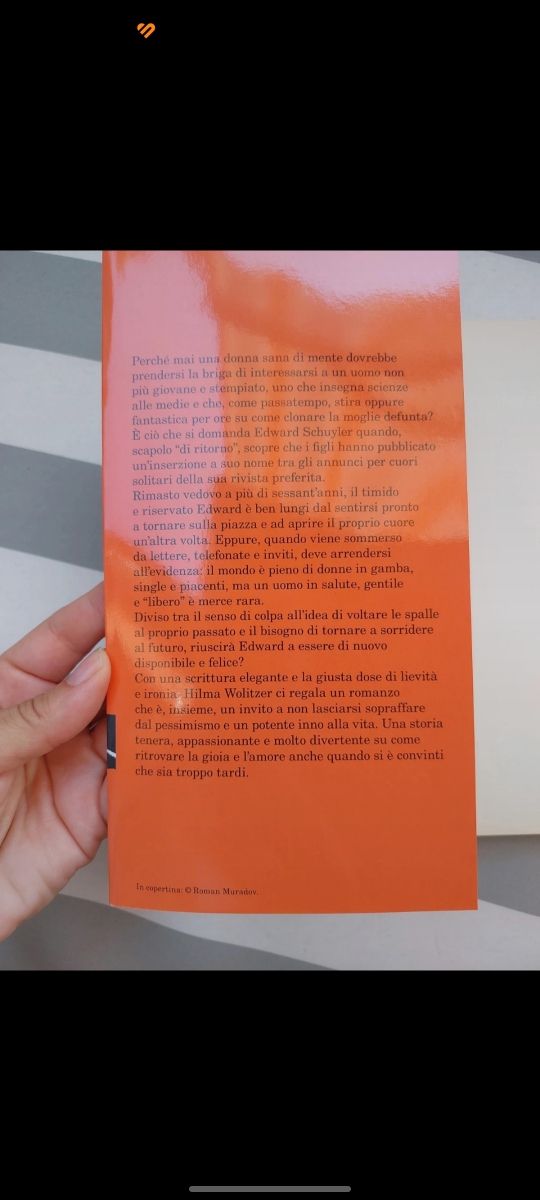 Perché mai una donna sana di mente dovrebbe
prendersi la briga di interessarsi a un uomo non
più giovane e stempiato, uno che insegna scienze
alle medie e che, come passatempo, stira oppure
fantastica per ore su come clonare la moglie defunta?
È ciò che si domanda Edward Schuyler quando,
scapolo “di ritorno”, scopre che i figli hanno pubblicato
un’inserzione a suo nome tra gli annunci per cuori
solitari della sua rivista preferita.
Rimasto vedovo a più di sessant’anni, il timido
e riservato Edward è ben lungi dal sentirsi pronto
a tornare sulla piazza e ad aprire il proprio cuore
un’altra volta. Eppure, quando viene sommerso
da lettere, telefonate e inviti, deve arrendersi
all’evidenza: il mondo è pieno di donne in gamba,
single e piacenti, ma un uomo in salute, gentile
e “libero” è merce rara.
Diviso tra il senso di colpa all’idea di voltare le spalle
al proprio passato e il bisogno di tornare a sorridere
al futuro, riuscirà Edward a essere di nuovo
disponibile e felice?
Con una scrittura elegante e la giusta dose di lievità
e ironia, Hilma Wolitzer ci regala un romanzo
che è, insieme, un invito a non lasciarsi sopraffare
dal pessimismo e un potente inno alla vita. Una storia
tenera, appassionante e molto divertente su come
ritrovare la gioia e l’amore anche quando si è convinti
che sia troppo tardi.
In copertina: © Roman Muradov.